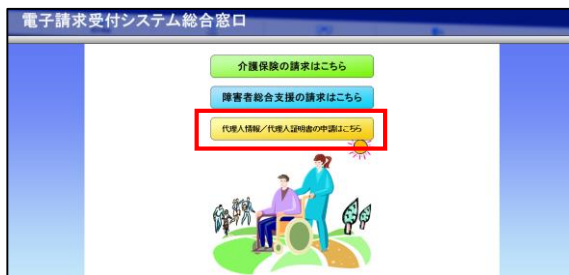 電子請求受付システム総合窓口
介護保険の請求はこちら
障害者総合支援の請求はこちら
代理人情報／代理人証明書の申請はこちら